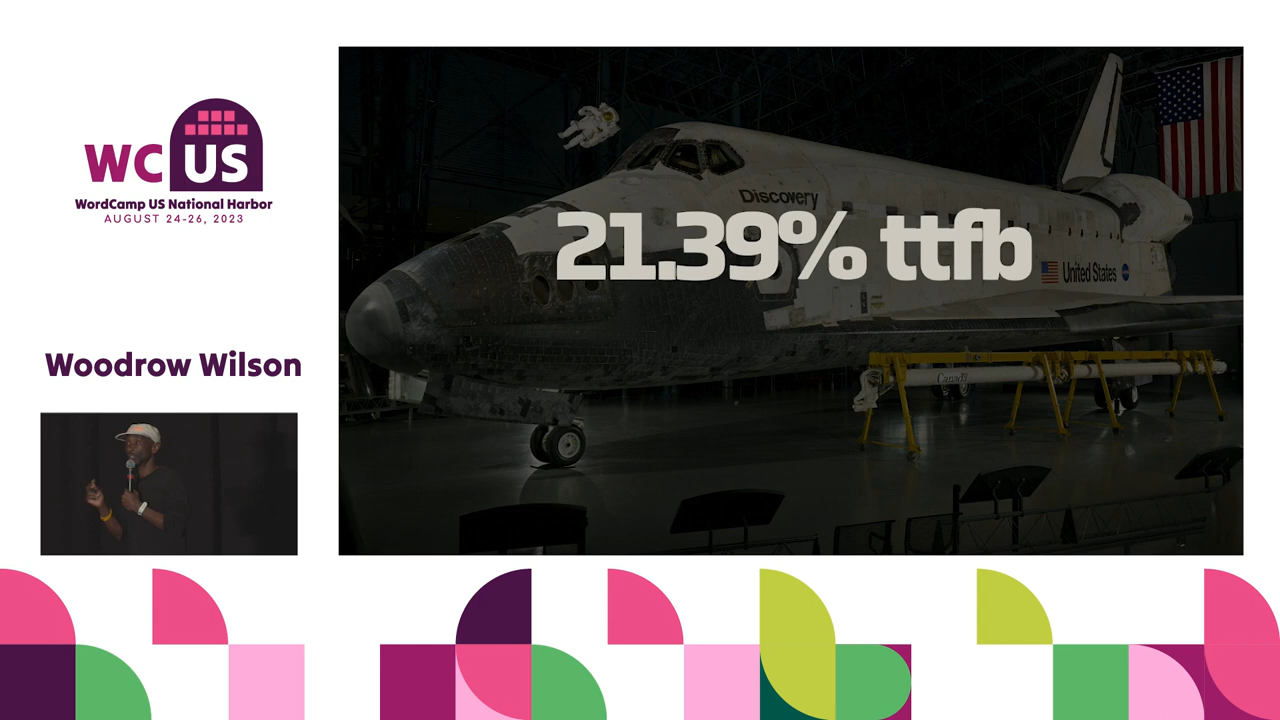 WC US
WordCamp US National Harbor
AUGUST 24-26, 2023
Woodrow Wilson
Discovery
21.39% ttfb
United States
Canada